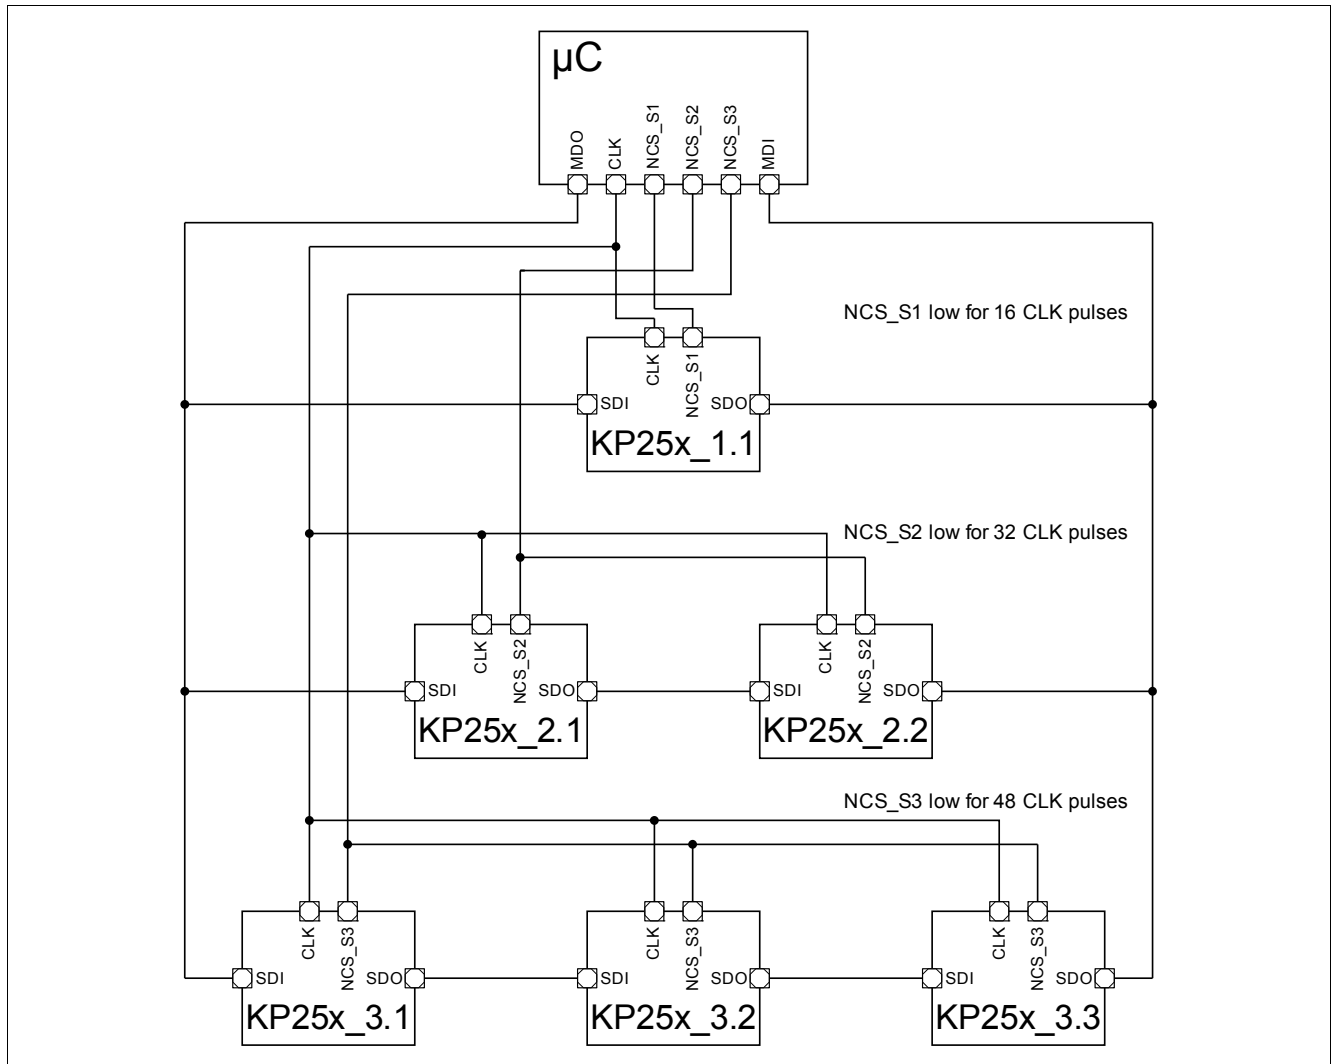 µC
MDO
CLK
NCS_S1
NCS_S2
NCS_S3
MDI
NCS_S1 low for 16 CLK pulses
CLK
NCS_S1
SDI
SDO
KP25x_1.1
NCS_S2 low for 32 CLK pulses
CLK
NCS_S2
SDI
SDO
KP25x_2.1
CLK
NCS_S2
SDI
SDO
KP25x_2.2
NCS_S3 low for 48 CLK pulses
CLK
NCS_S3
SDI
SDO
KP25x_3.1
CLK
NCS_S3
SDI
SDO
KP25x_3.2
CLK
NCS_S3
SDI
SDO
KP25x_3.3